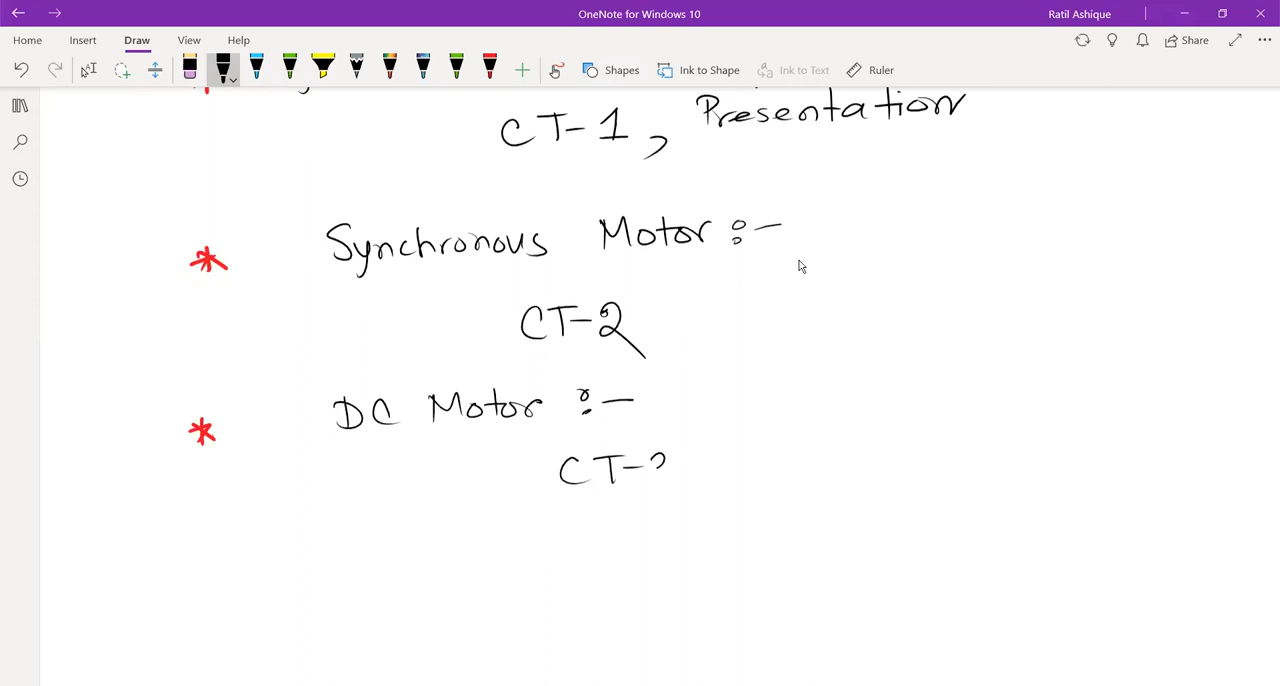 OneNote for Windows 10
Ratil Ashique
Home Insert Draw View Help
Share
Shapes Ink to Shape Ink to Text Ruler
CT-1, Presentation
Synchronous Motor :-
CT-2
DC Motor :-
CT-